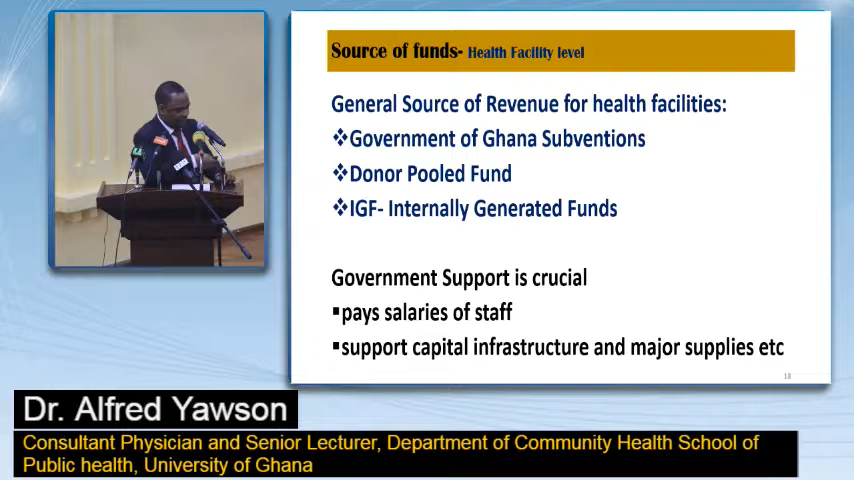 Source of funds- Health Facility level
General Source of Revenue for health facilities:
❖Government of Ghana Subventions
❖Donor Pooled Fund
❖IGF- Internally Generated Funds
Government Support is crucial
▪pays salaries of staff
▪support capital infrastructure and major supplies etc
18
Dr. Alfred Yawson
Consultant Physician and Senior Lecturer, Department of Community Health School of
Public health, University of Ghana